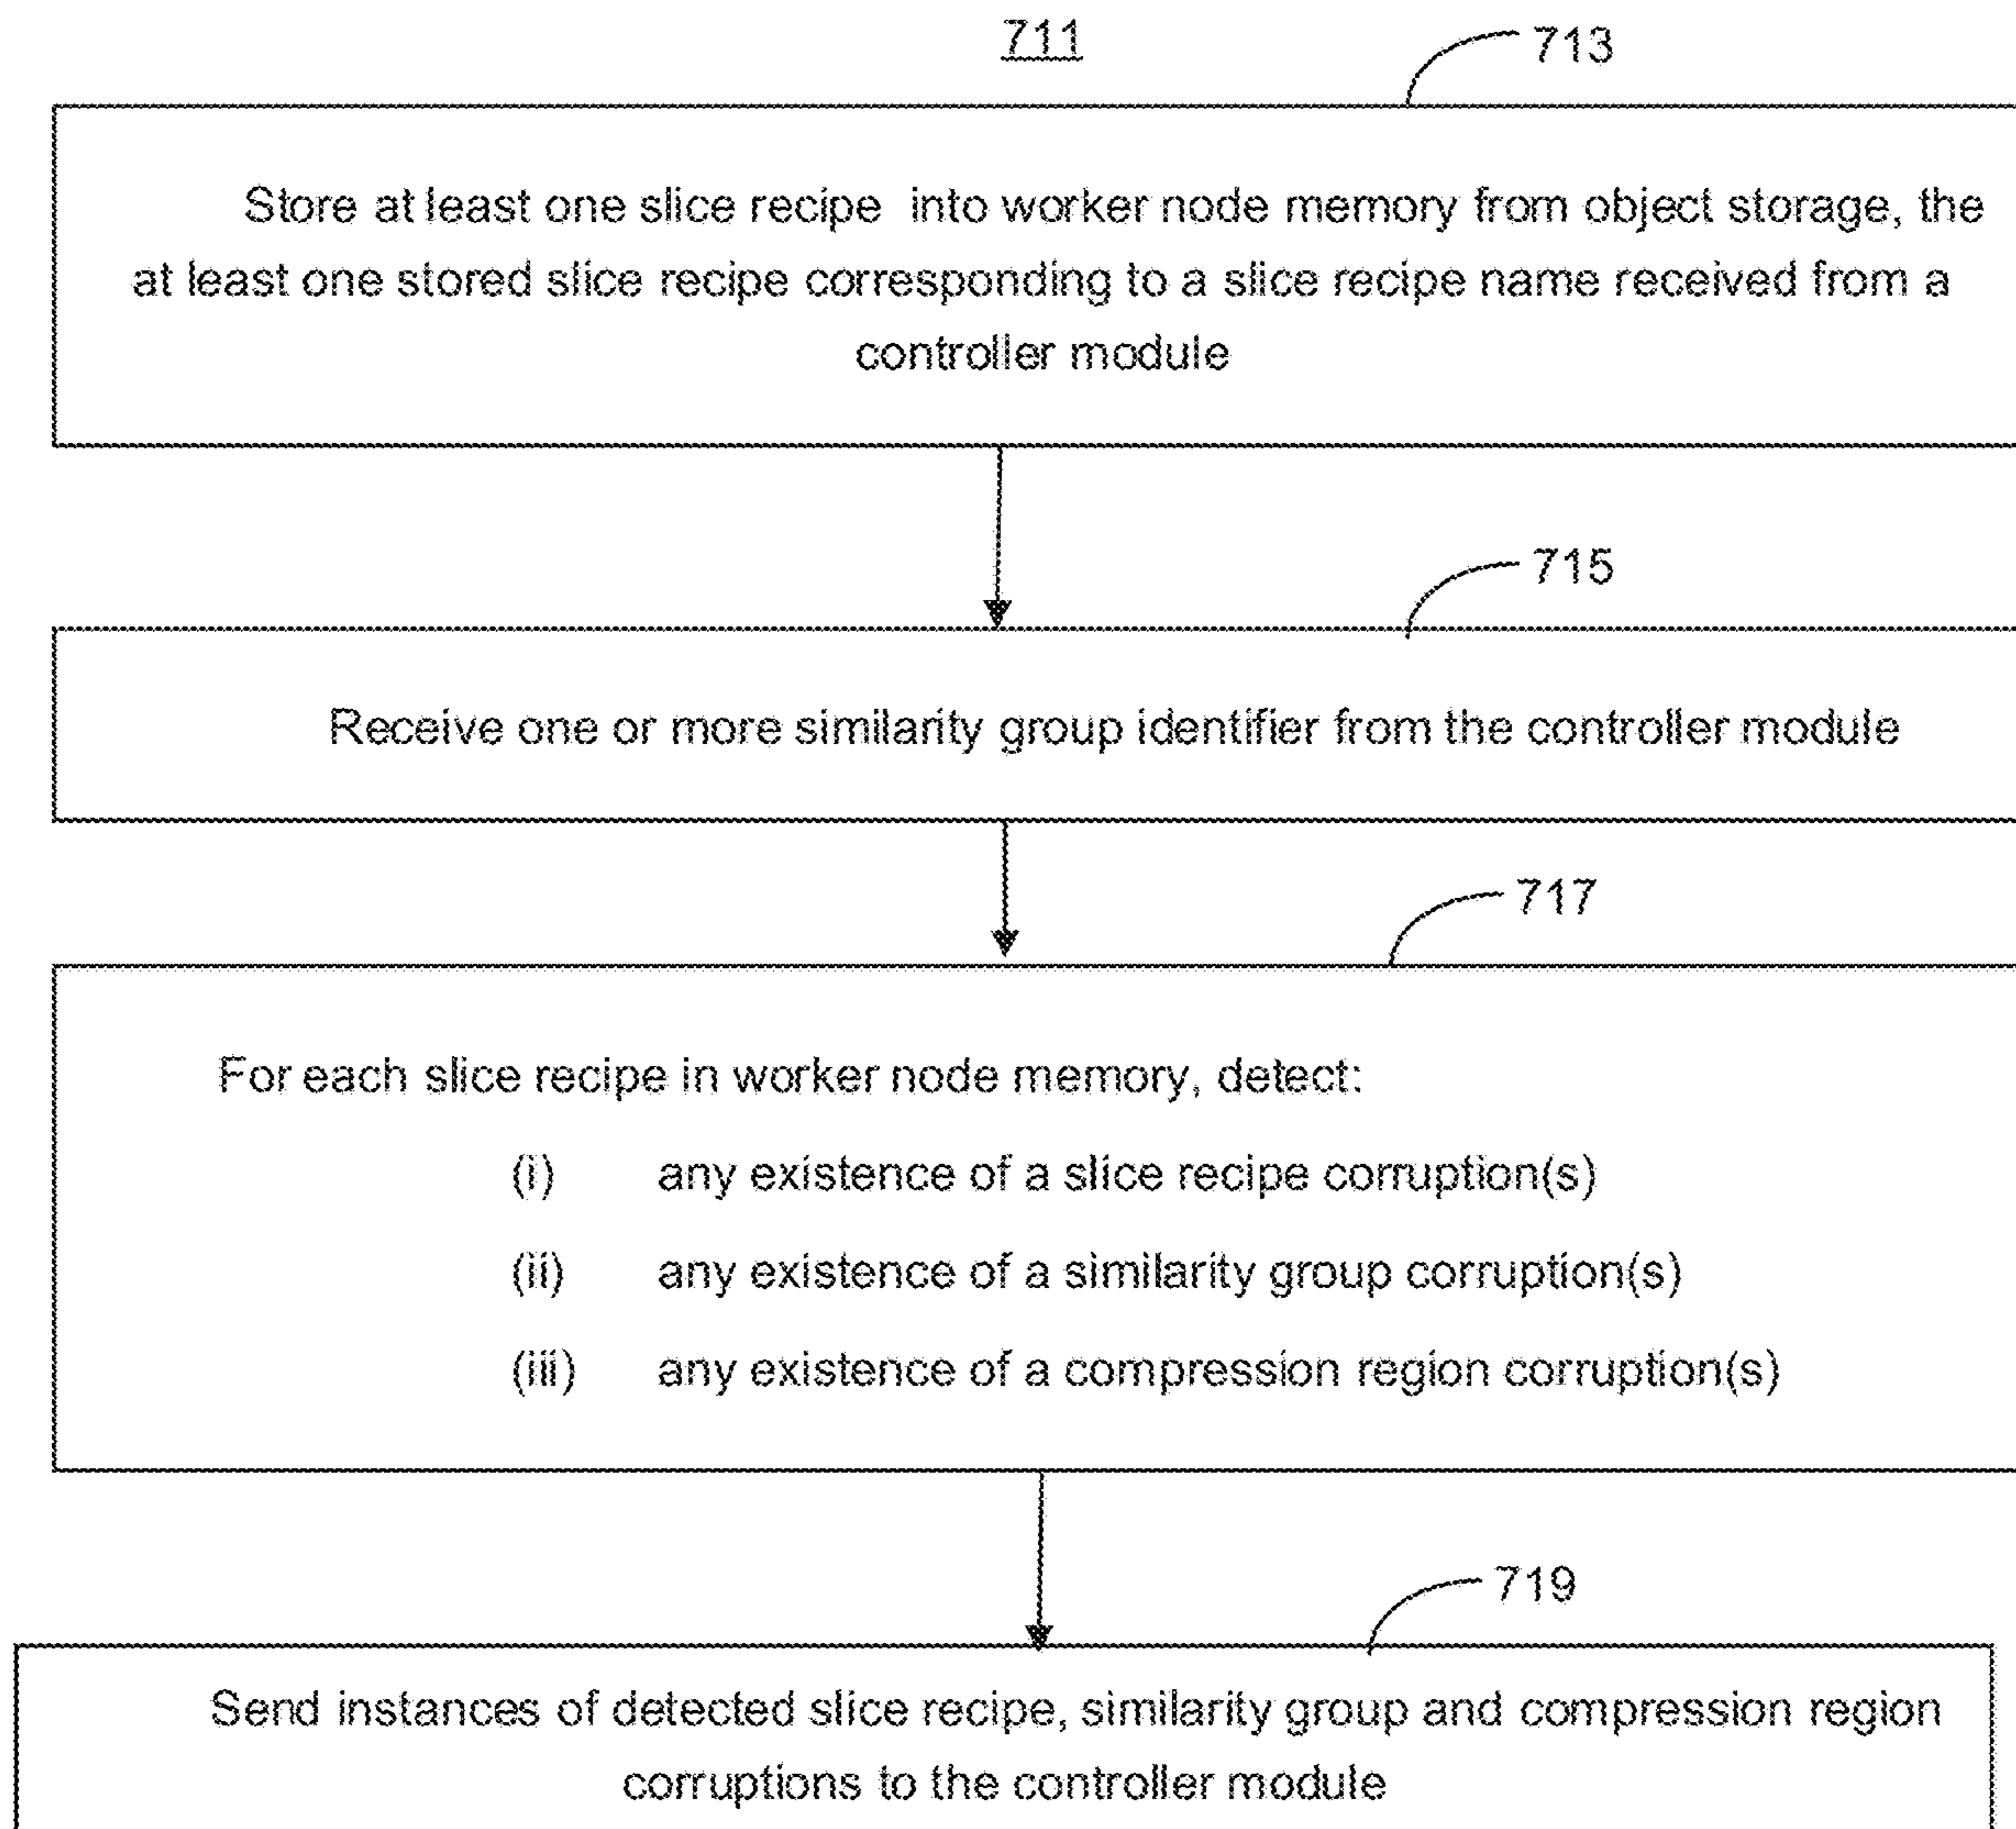 711
713
Store at least one slice recipe into worker node memory from object storage, the
at least one stored slice recipe corresponding to a slice recipe name received from a
controller module
715
Receive one or more similarity group identifier from the controller module
717
For each slice recipe in worker node memory, detect:
(i) any existence of a slice recipe corruption(s)
(ii) any existence of a similarity group corruption(s)
(iii) any existence of a compression region corruption(s)
719
Send instances of detected slice recipe, similarity group and compression region
corruptions to the controller module